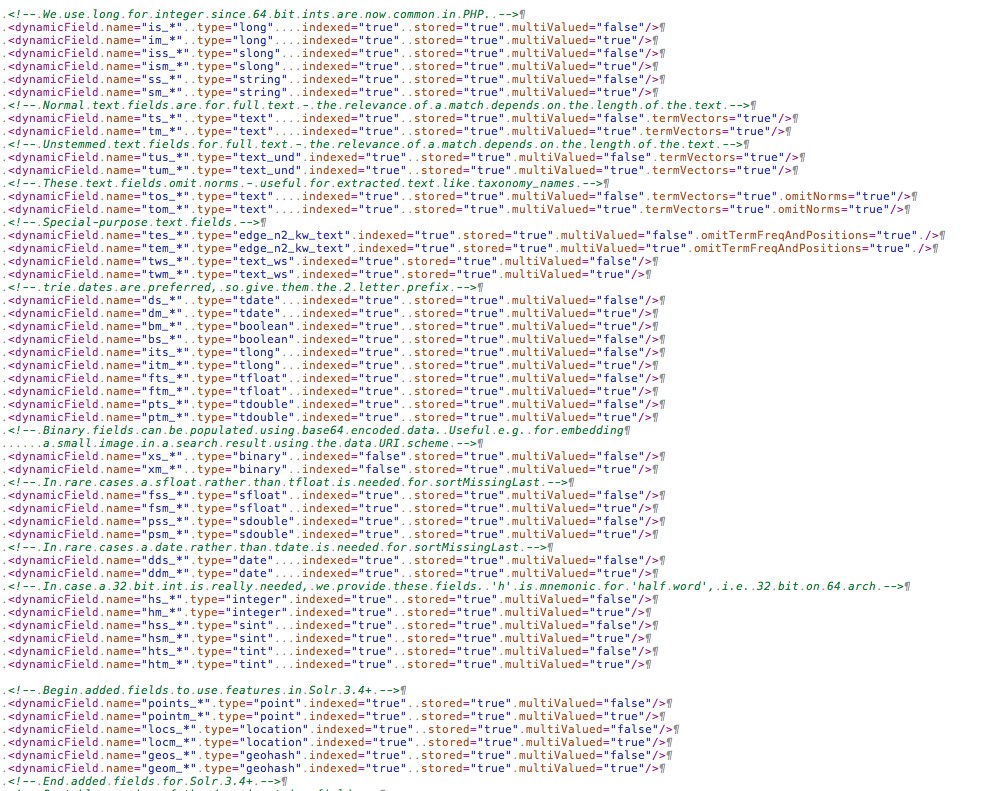 <!-- We use long for integer since 64 bit ints are now common in PHP. -->¶
<dynamicField name="is_*"  type="long"    indexed="true"  stored="true" multiValued="false"/>¶
<dynamicField name="im_*"  type="long"    indexed="true"  stored="true" multiValued="true"/>¶
<dynamicField name="iss_*" type="slong"   indexed="true"  stored="true" multiValued="false"/>¶
<dynamicField name="ism_*" type="slong"   indexed="true"  stored="true" multiValued="true"/>¶
<dynamicField name="ss_*"  type="string"  indexed="true"  stored="true" multiValued="false"/>¶
<dynamicField name="sm_*"  type="string"  indexed="true"  stored="true" multiValued="true"/>¶
<!-- Normal text fields are for full text - the relevance of a match depends on the length of the text -->¶
<dynamicField name="ts_*"  type="text"    indexed="true"  stored="true" multiValued="false" termVectors="true"/>¶
<dynamicField name="tm_*"  type="text"    indexed="true"  stored="true" multiValued="true" termVectors="true"/>¶
<!-- Unstemmed text fields for full text - the relevance of a match depends on the length of the text -->¶
<dynamicField name="tus_*" type="text_und" indexed="true"  stored="true" multiValued="false" termVectors="true"/>¶
<dynamicField name="tum_*" type="text_und" indexed="true"  stored="true" multiValued="true" termVectors="true"/>¶
<!-- These text fields omit norms - useful for extracted text like taxonomy_names -->¶
<dynamicField name="tos_*" type="text"    indexed="true"  stored="true" multiValued="false" termVectors="true" omitNorms="true"/>¶
<dynamicField name="tom_*" type="text"    indexed="true"  stored="true" multiValued="true" termVectors="true" omitNorms="true"/>¶
<!-- Special-purpose text fields -->¶
<dynamicField name="tes_*" type="edge_n2_kw_text" indexed="true" stored="true" multiValued="false" omitTermFreqAndPositions="true" />¶
<dynamicField name="tem_*" type="edge_n2_kw_text" indexed="true" stored="true" multiValued="true" omitTermFreqAndPositions="true" />¶
<dynamicField name="tws_*" type="text_ws" indexed="true" stored="true" multiValued="false"/>¶
<dynamicField name="twm_*" type="text_ws" indexed="true" stored="true" multiValued="true"/>¶
<!-- trie dates are preferred, so give them the 2 letter prefix -->¶
<dynamicField name="ds_*"  type="tdate"   indexed="true"  stored="true" multiValued="false"/>¶
<dynamicField name="dm_*"  type="tdate"   indexed="true"  stored="true" multiValued="true"/>¶
<dynamicField name="bm_*"  type="boolean" indexed="true"  stored="true" multiValued="true"/>¶
<dynamicField name="bs_*"  type="boolean" indexed="true"  stored="true" multiValued="false"/>¶
<dynamicField name="its_*" type="tlong"   indexed="true"  stored="true" multiValued="false"/>¶
<dynamicField name="itm_*" type="tlong"   indexed="true"  stored="true" multiValued="true"/>¶
<dynamicField name="fts_*" type="tfloat"  indexed="true"  stored="true" multiValued="false"/>¶
<dynamicField name="ftm_*" type="tfloat"  indexed="true"  stored="true" multiValued="true"/>¶
<dynamicField name="pts_*" type="tdouble" indexed="true"  stored="true" multiValued="false"/>¶
<dynamicField name="ptm_*" type="tdouble" indexed="true"  stored="true" multiValued="true"/>¶
<!-- Binary fields can be populated using base64 encoded data. Useful e.g. for embedding¶
a small image in a search result using the data URI scheme -->¶
<dynamicField name="xs_*"  type="binary"  indexed="false" stored="true" multiValued="false"/>¶
<dynamicField name="xm_*"  type="binary"  indexed="false" stored="true" multiValued="true"/>¶
<!-- In rare cases a sfloat rather than tfloat is needed for sortMissingLast -->¶
<dynamicField name="fss_*" type="sfloat"  indexed="true"  stored="true" multiValued="false"/>¶
<dynamicField name="fsm_*" type="sfloat"  indexed="true"  stored="true" multiValued="true"/>¶
<dynamicField name="pss_*" type="sdouble" indexed="true"  stored="true" multiValued="false"/>¶
<dynamicField name="psm_*" type="sdouble" indexed="true"  stored="true" multiValued="true"/>¶
<!-- In rare cases a date rather than tdate is needed for sortMissingLast -->¶
<dynamicField name="dds_*" type="date"    indexed="true"  stored="true" multiValued="false"/>¶
<dynamicField name="ddm_*" type="date"    indexed="true"  stored="true" multiValued="true"/>¶
<!-- In case a 32 bit int is really needed, we provide these fields. 'h' is mnemonic for 'half word', i.e. 32 bit on 64 arch -->¶
<dynamicField name="hs_*" type="integer" indexed="true"  stored="true" multiValued="false"/>¶
<dynamicField name="hm_*" type="integer" indexed="true"  stored="true" multiValued="true"/>¶
<dynamicField name="hss_*" type="sint"   indexed="true"  stored="true" multiValued="false"/>¶
<dynamicField name="hsm_*" type="sint"   indexed="true"  stored="true" multiValued="true"/>¶
<dynamicField name="hts_*" type="tint"   indexed="true"  stored="true" multiValued="false"/>¶
<dynamicField name="htm_*" type="tint"   indexed="true"  stored="true" multiValued="true"/>¶
<!-- Begin added fields to use features in Solr 3.4+ -->¶
<dynamicField name="points_*" type="point" indexed="true"  stored="true" multiValued="false"/>¶
<dynamicField name="pointm_*" type="point" indexed="true"  stored="true" multiValued="true"/>¶
<dynamicField name="locs_*" type="location" indexed="true"  stored="true" multiValued="false"/>¶
<dynamicField name="locm_*" type="location" indexed="true"  stored="true" multiValued="true"/>¶
<dynamicField name="geos_*" type="geohash" indexed="true"  stored="true" multiValued="false"/>¶
<dynamicField name="geom_*" type="geohash" indexed="true"  stored="true" multiValued="true"/>¶
<!-- End added fields for Solr 3.4+ -->¶